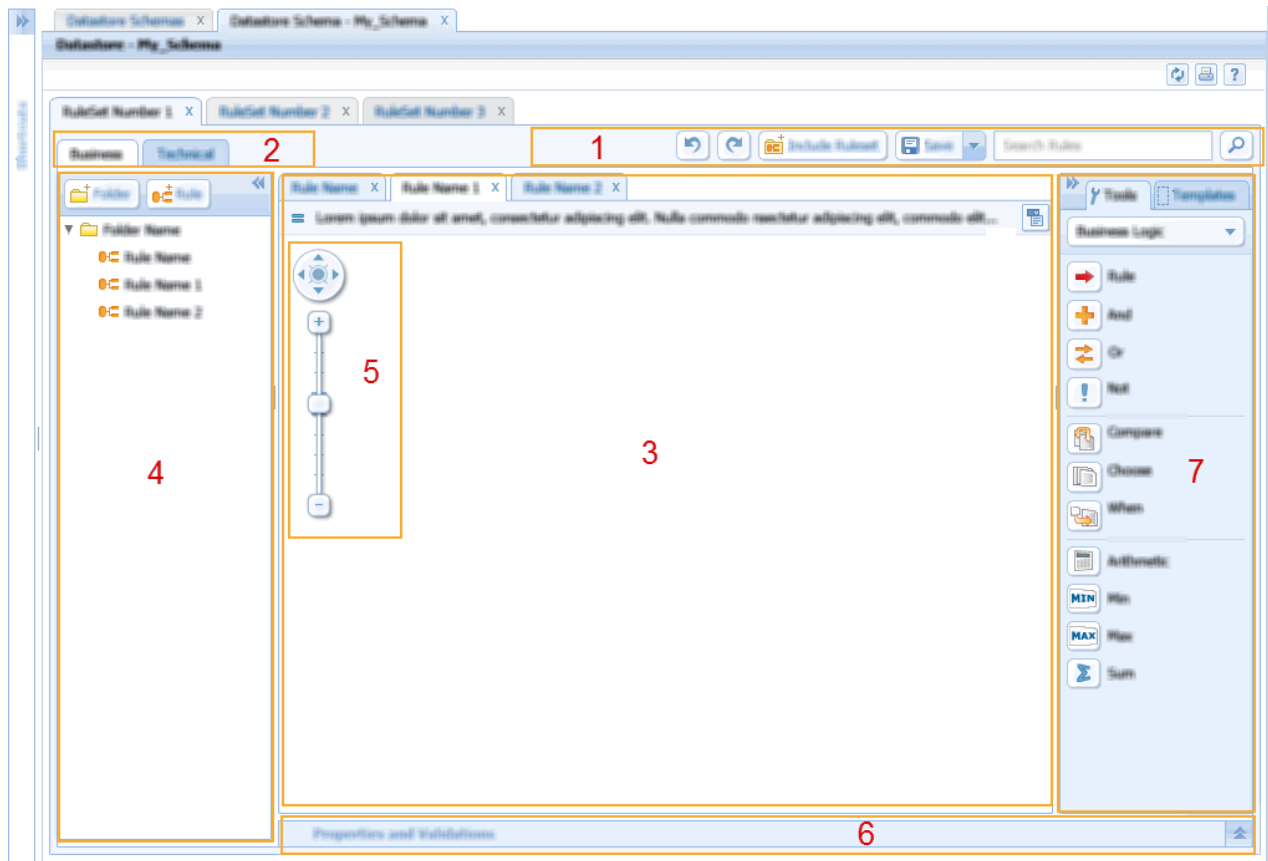 Datastore Schemas X Datastore Schema - My_Schema X
Datastore - My_Schema
?
Shortcuts
RuleSet Number 1 X RuleSet Number 2 X RuleSet Number 3 X
Business Technical 2
1 Include Ruleset Save Search Rules
Folder Rule
Folder Name
Rule Name
Rule Name 1
Rule Name 2
4
Rule Name X Rule Name 1 X Rule Name 2 X
= Lorem ipsum dolor sit amet, consectetur adipiscing elit. Nulla commodo adipiscing elit, commodo elit...
+
5
-
3
Tools Templates
Business Logic
Rule
And
Or
Not
Compare
Choose
When
7
Arithmetic
MIN Min
MAX Max
Σ Sum
Properties and Validations 6